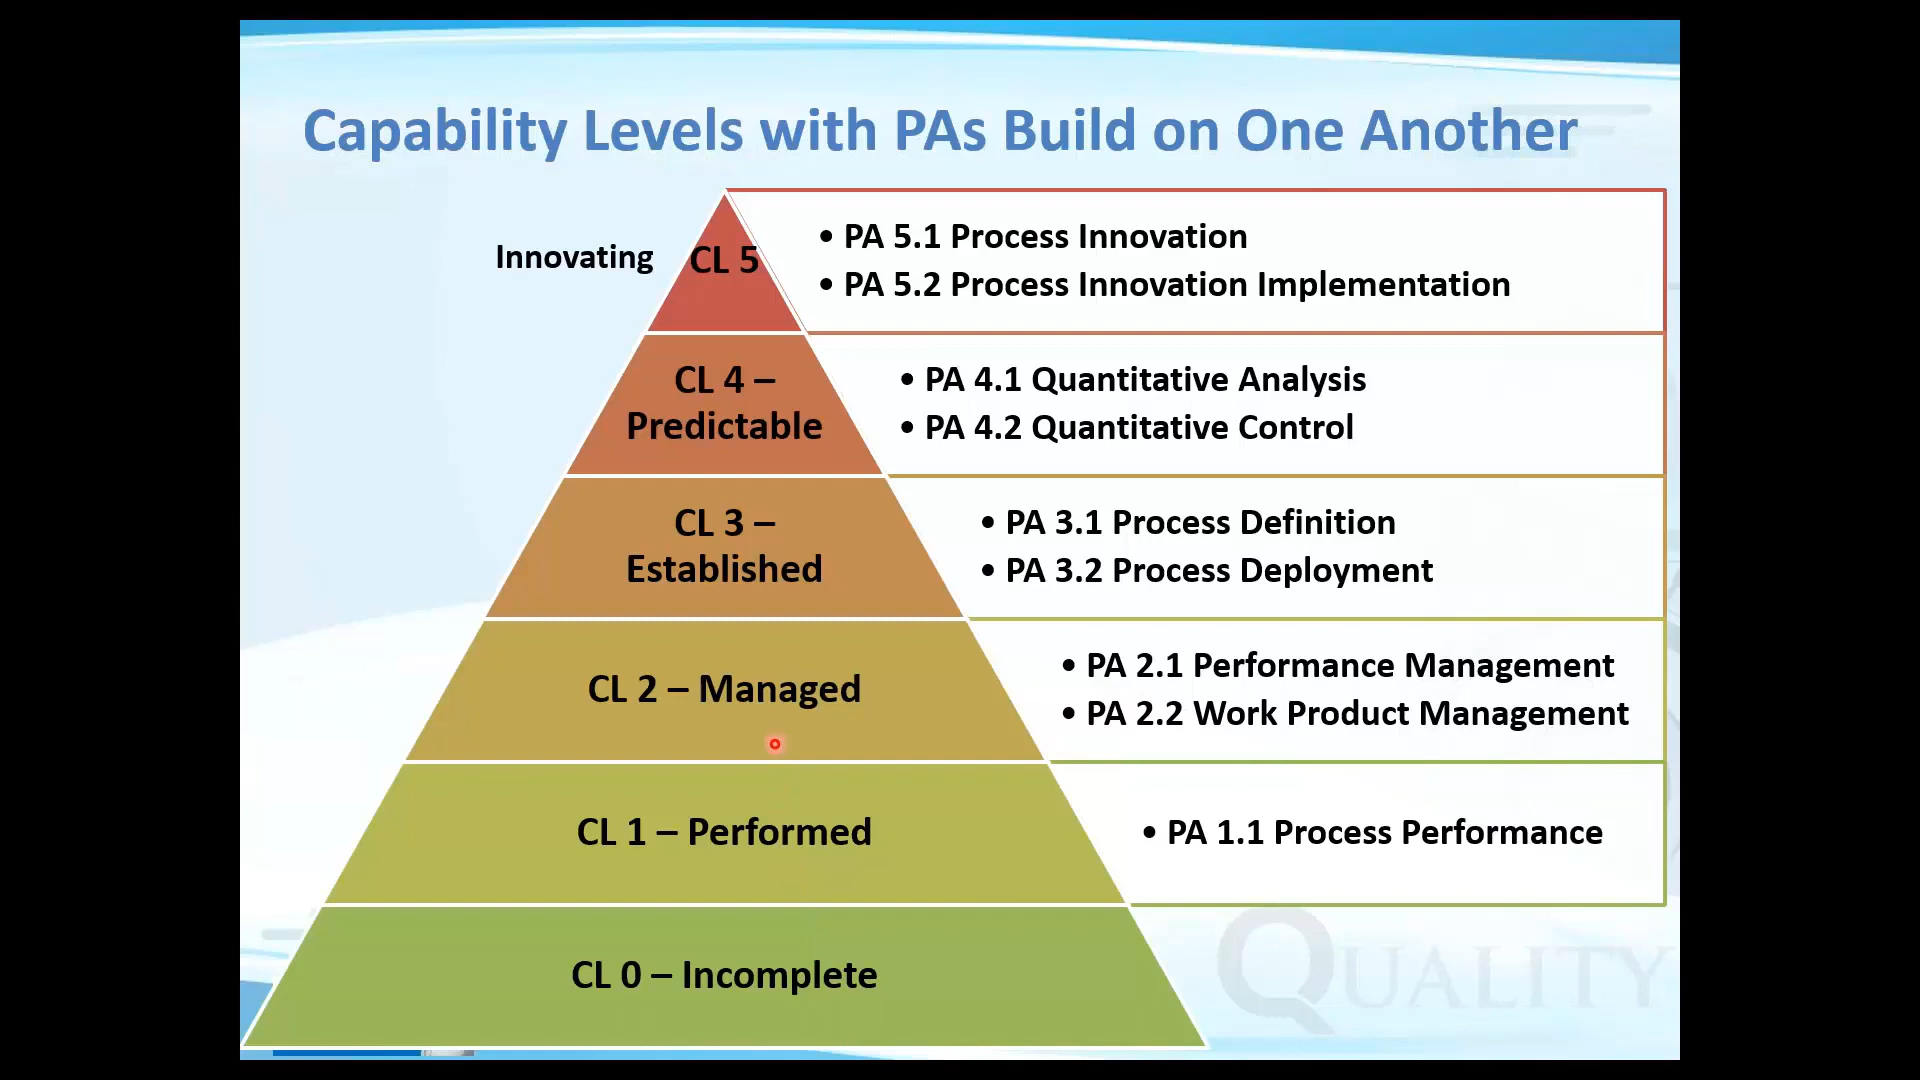 Capability Levels with PAs Build on One Another
Innovating
CL 5
• PA 5.1 Process Innovation
• PA 5.2 Process Innovation Implementation
CL 4 –
Predictable
• PA 4.1 Quantitative Analysis
• PA 4.2 Quantitative Control
CL 3 –
Established
• PA 3.1 Process Definition
• PA 3.2 Process Deployment
CL 2 – Managed
• PA 2.1 Performance Management
• PA 2.2 Work Product Management
CL 1 – Performed
• PA 1.1 Process Performance
CL 0 – Incomplete
QUALITY